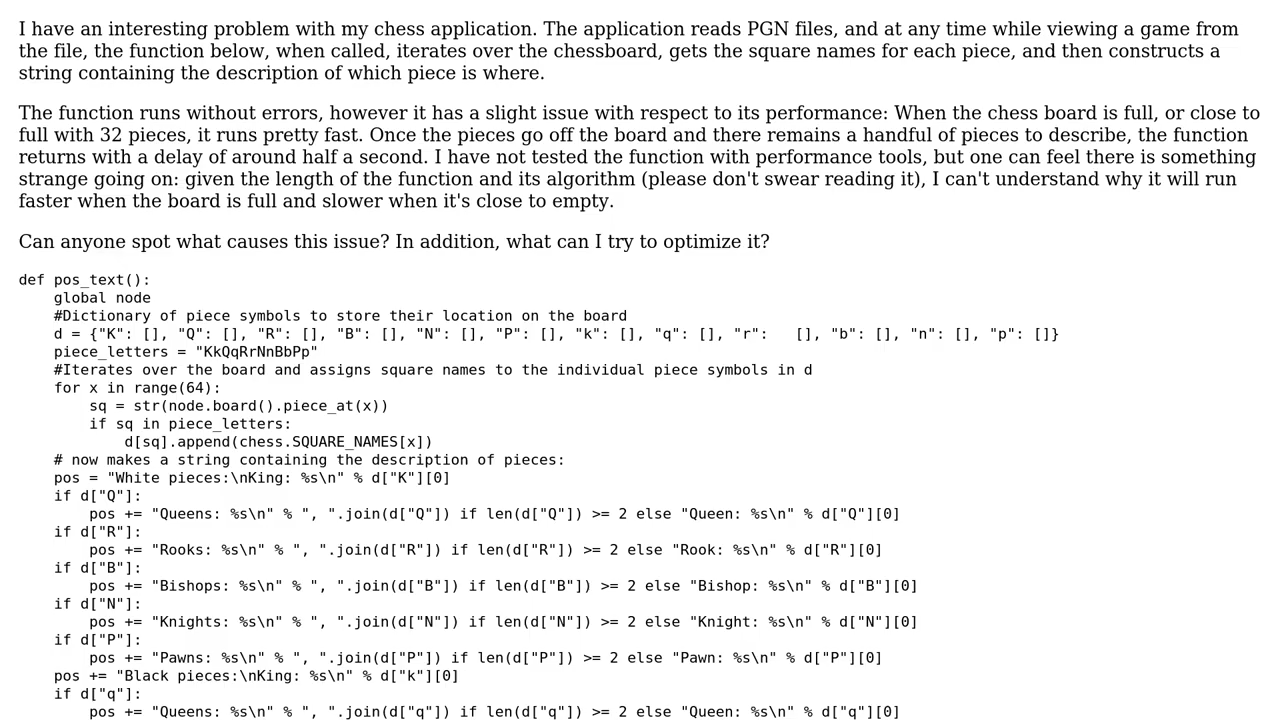 I have an interesting problem with my chess application. The application reads PGN files, and at any time while viewing a game from
the file, the function below, when called, iterates over the chessboard, gets the square names for each piece, and then constructs a
string containing the description of which piece is where.
The function runs without errors, however it has a slight issue with respect to its performance: When the chess board is full, or close to
full with 32 pieces, it runs pretty fast. Once the pieces go off the board and there remains a handful of pieces to describe, the function
returns with a delay of around half a second. I have not tested the function with performance tools, but one can feel there is something
strange going on: given the length of the function and its algorithm (please don't swear reading it), I can't understand why it will run
faster when the board is full and slower when it's close to empty.
Can anyone spot what causes this issue? In addition, what can I try to optimize it?
def pos_text():
    global node
    #Dictionary of piece symbols to store their location on the board
    d = {"K": [], "Q": [], "R": [], "B": [], "N": [], "P": [], "k": [], "q": [], "r":   [], "b": [], "n": [], "p": []}
    piece_letters = "KkQqRrNnBbPp"
    #Iterates over the board and assigns square names to the individual piece symbols in d
    for x in range(64):
        sq = str(node.board().piece_at(x))
        if sq in piece_letters:
            d[sq].append(chess.SQUARE_NAMES[x])
    # now makes a string containing the description of pieces:
    pos = "White pieces:\nKing: %s\n" % d["K"][0]
    if d["Q"]:
        pos += "Queens: %s\n" % ", ".join(d["Q"]) if len(d["Q"]) >= 2 else "Queen: %s\n" % d["Q"][0]
    if d["R"]:
        pos += "Rooks: %s\n" % ", ".join(d["R"]) if len(d["R"]) >= 2 else "Rook: %s\n" % d["R"][0]
    if d["B"]:
        pos += "Bishops: %s\n" % ", ".join(d["B"]) if len(d["B"]) >= 2 else "Bishop: %s\n" % d["B"][0]
    if d["N"]:
        pos += "Knights: %s\n" % ", ".join(d["N"]) if len(d["N"]) >= 2 else "Knight: %s\n" % d["N"][0]
    if d["P"]:
        pos += "Pawns: %s\n" % ", ".join(d["P"]) if len(d["P"]) >= 2 else "Pawn: %s\n" % d["P"][0]
    pos += "Black pieces:\nKing: %s\n" % d["k"][0]
    if d["q"]:
        pos += "Queens: %s\n" % ", ".join(d["q"]) if len(d["q"]) >= 2 else "Queen: %s\n" % d["q"][0]